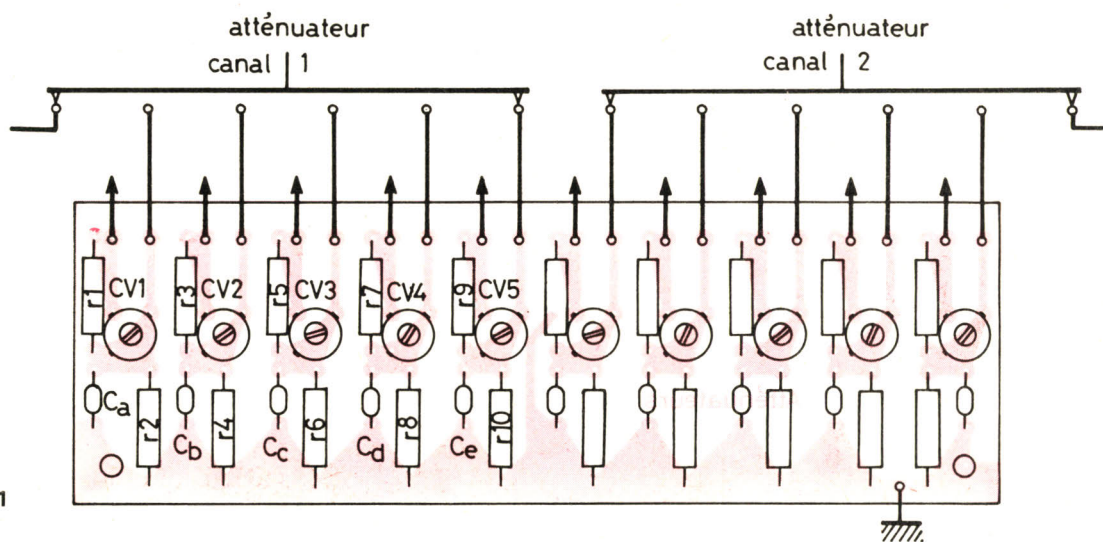 atténuateur
canal 1
atténuateur
canal 2
r1 CV1 r3 CV2 r5 CV3 r7 CV4 r9 CV5
Ca r2 Cb r4 Cc r6 Cd r8 Ce r10
Atténuateurs
1